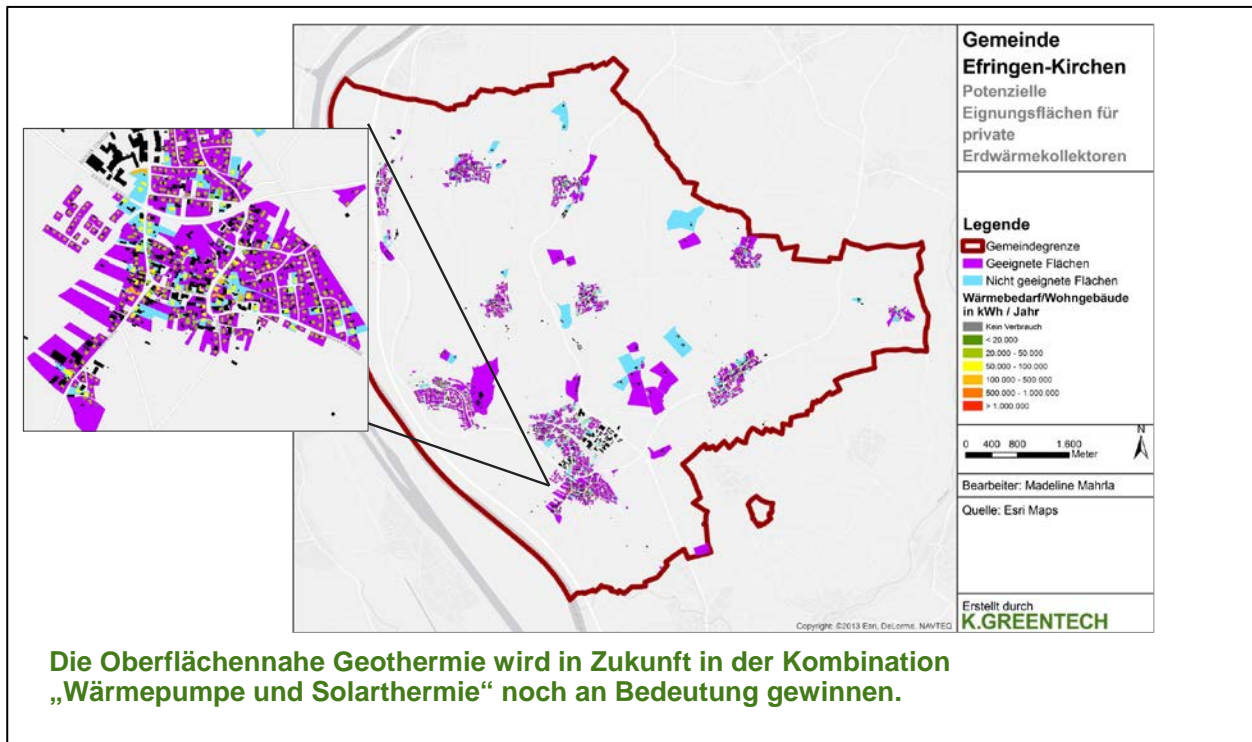 Gemeinde
Efringen-Kirchen
Potenzielle
Eignungsflächen für
private
Erdwärmekollektoren
Legende
Gemeindegrenze
Geeignete Flächen
Nicht geeignete Flächen
Wärmebedarf/Wohngebäude
in kWh / Jahr
Kein Verbrauch
< 20.000
20.000 - 50.000
50.000 - 100.000
100.000 - 500.000
500.000 - 1.000.000
> 1.000.000
N
0 400 800 1.600
Meter
Bearbeiter: Madeline Mahrla
Quelle: Esri Maps
Copyright: ©2013 Esri, DeLorme, NAVTEQ
Erstellt durch
K.GREENTECH
Die Oberflächennahe Geothermie wird in Zukunft in der Kombination
„Wärmepumpe und Solarthermie“ noch an Bedeutung gewinnen.